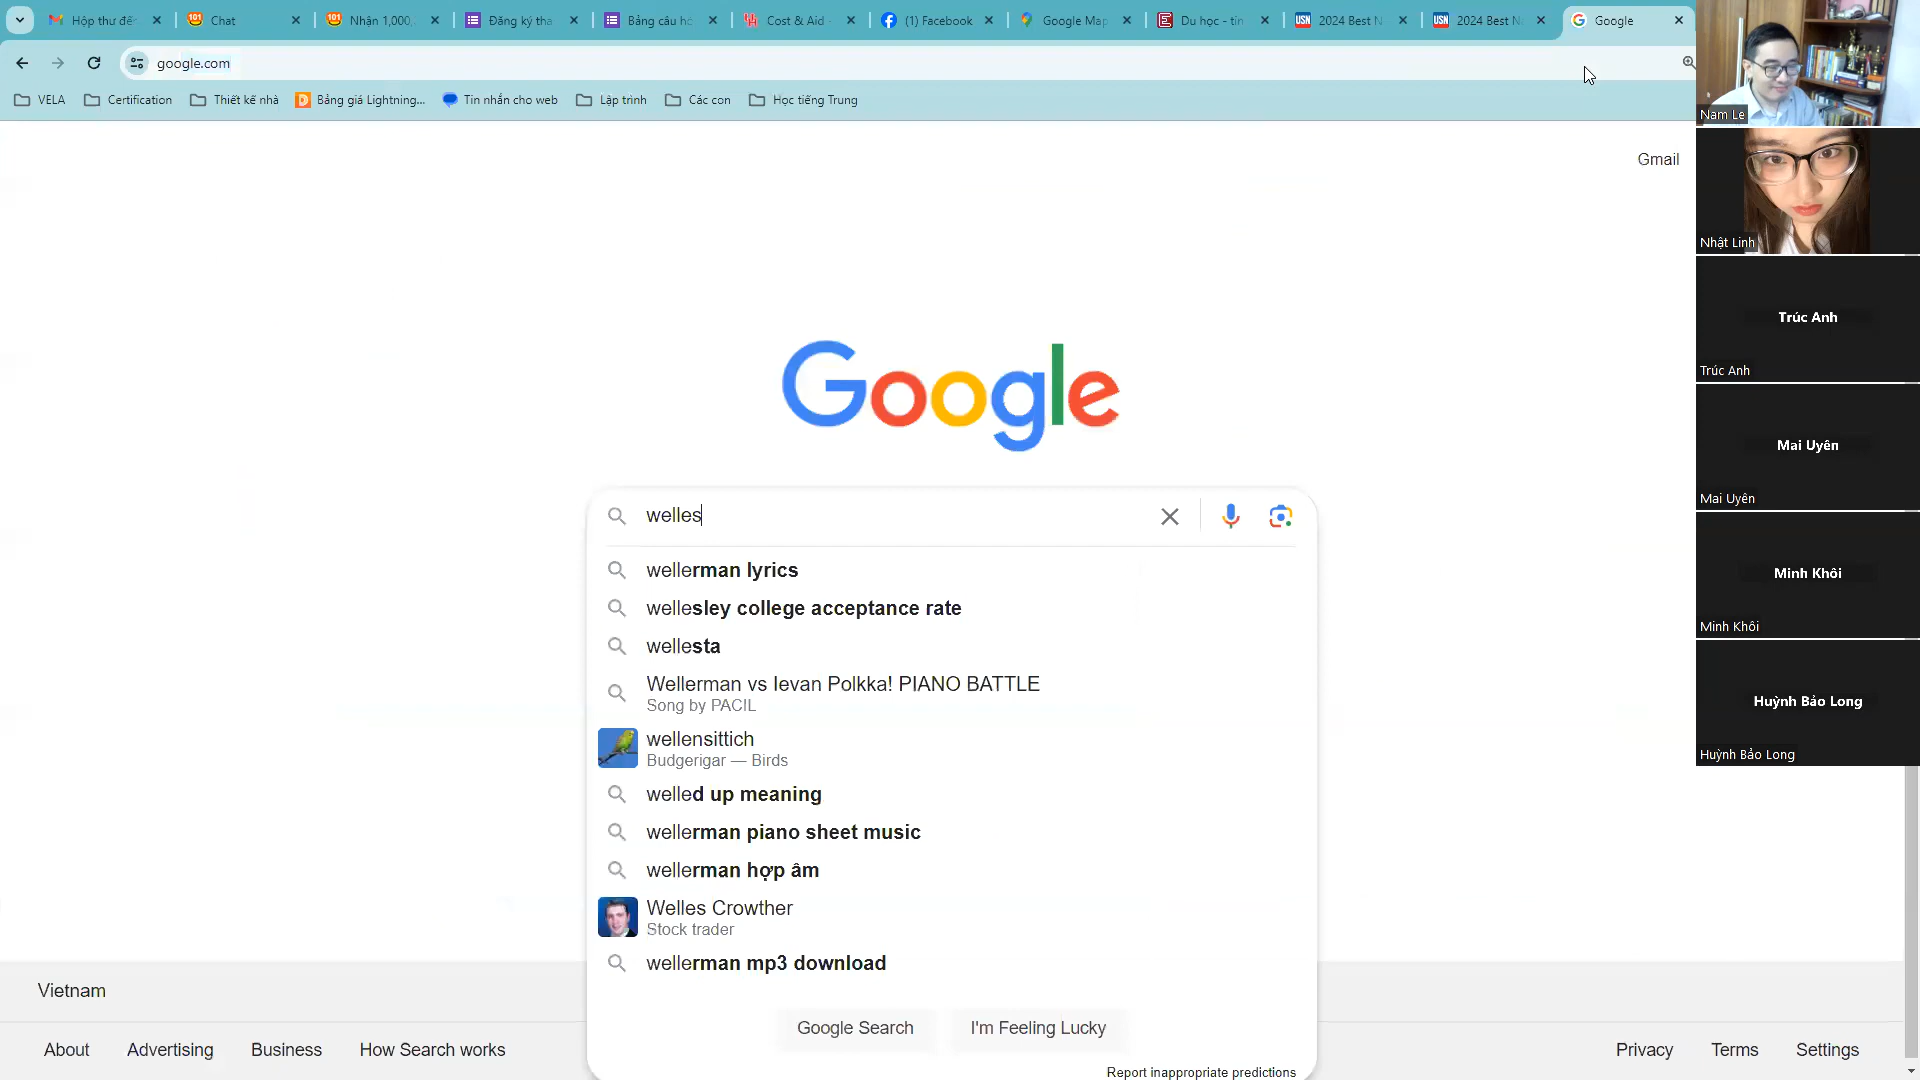 Hộp thư đến
Chat
Nhận 1,000,
Đăng ký tha
Bảng câu hỏ
Cost & Aid -
(1) Facebook
Google Map
Du học - tin
USN
2024 Best N
USN
2024 Best N
Google
google.com
VELA
Certification
Thiết kế nhà
Bảng giá Lightning...
Tin nhắn cho web
Lập trình
Các con
Học tiếng Trung
Nam Le
Gmail
Nhật Linh
Trúc Anh
Trúc Anh
Mai Uyên
Mai Uyên
Minh Khôi
Minh Khôi
Huỳnh Bảo Long
Huỳnh Bảo Long
Google
welles
wellerman lyrics
wellesley college acceptance rate
wellesta
Wellerman vs Ievan Polkka! PIANO BATTLE
Song by PACIL
wellensittich
Budgerigar — Birds
welled up meaning
wellerman piano sheet music
wellerman hợp âm
Welles Crowther
Stock trader
wellerman mp3 download
Google Search
I'm Feeling Lucky
Report inappropriate predictions
Vietnam
About
Advertising
Business
How Search works
Privacy
Terms
Settings